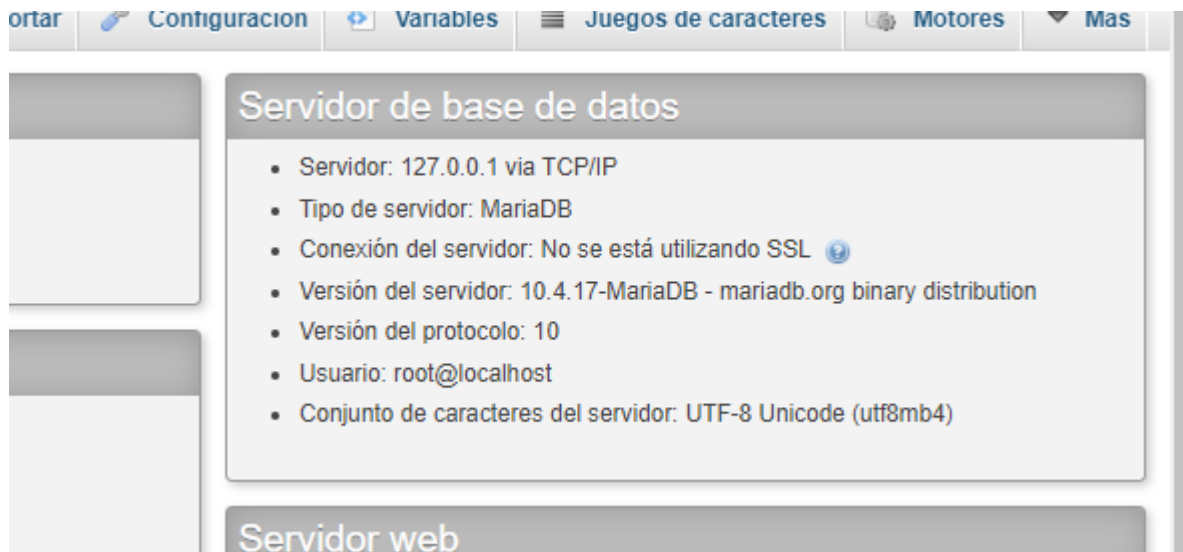 ortar Configuración Variables Juegos de caracteres Motores Más
Servidor de base de datos
Servidor: 127.0.0.1 via TCP/IP
Tipo de servidor: MariaDB
Conexión del servidor: No se está utilizando SSL
Versión del servidor: 10.4.17-MariaDB - mariadb.org binary distribution
Versión del protocolo: 10
Usuario: root@localhost
Conjunto de caracteres del servidor: UTF-8 Unicode (utf8mb4)
Servidor web